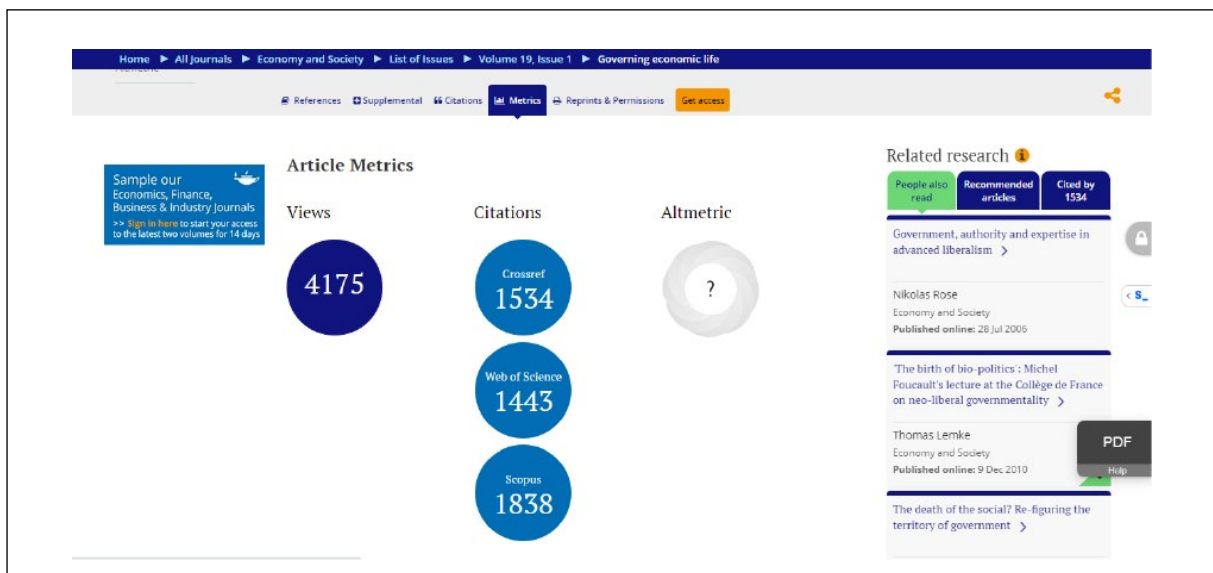 Home ► All Journals ► Economy and Society ► List of Issues ► Volume 19, Issue 1 ► Governing economic life
References Supplemental Citations Metrics Reprints & Permissions Get access
Sample our
Economics, Finance,
Business & Industry Journals
>> Sign in here to start your access
to the latest two volumes for 14 days
Article Metrics
Views
4175
Citations
Crossref
1534
Web of Science
1443
Scopus
1838
Altmetric
?
Related research
People also
read
Recommended
articles
Cited by
1534
Government, authority and expertise in
advanced liberalism >
Nikolas Rose
Economy and Society
Published online: 28 Jul 2006
'The birth of bio-politics': Michel
Foucault's lecture at the Collège de France
on neo-liberal governmentality >
Thomas Lemke
Economy and Society
Published online: 9 Dec 2010
The death of the social? Re-figuring the
territory of government >
< S_
PDF
Help